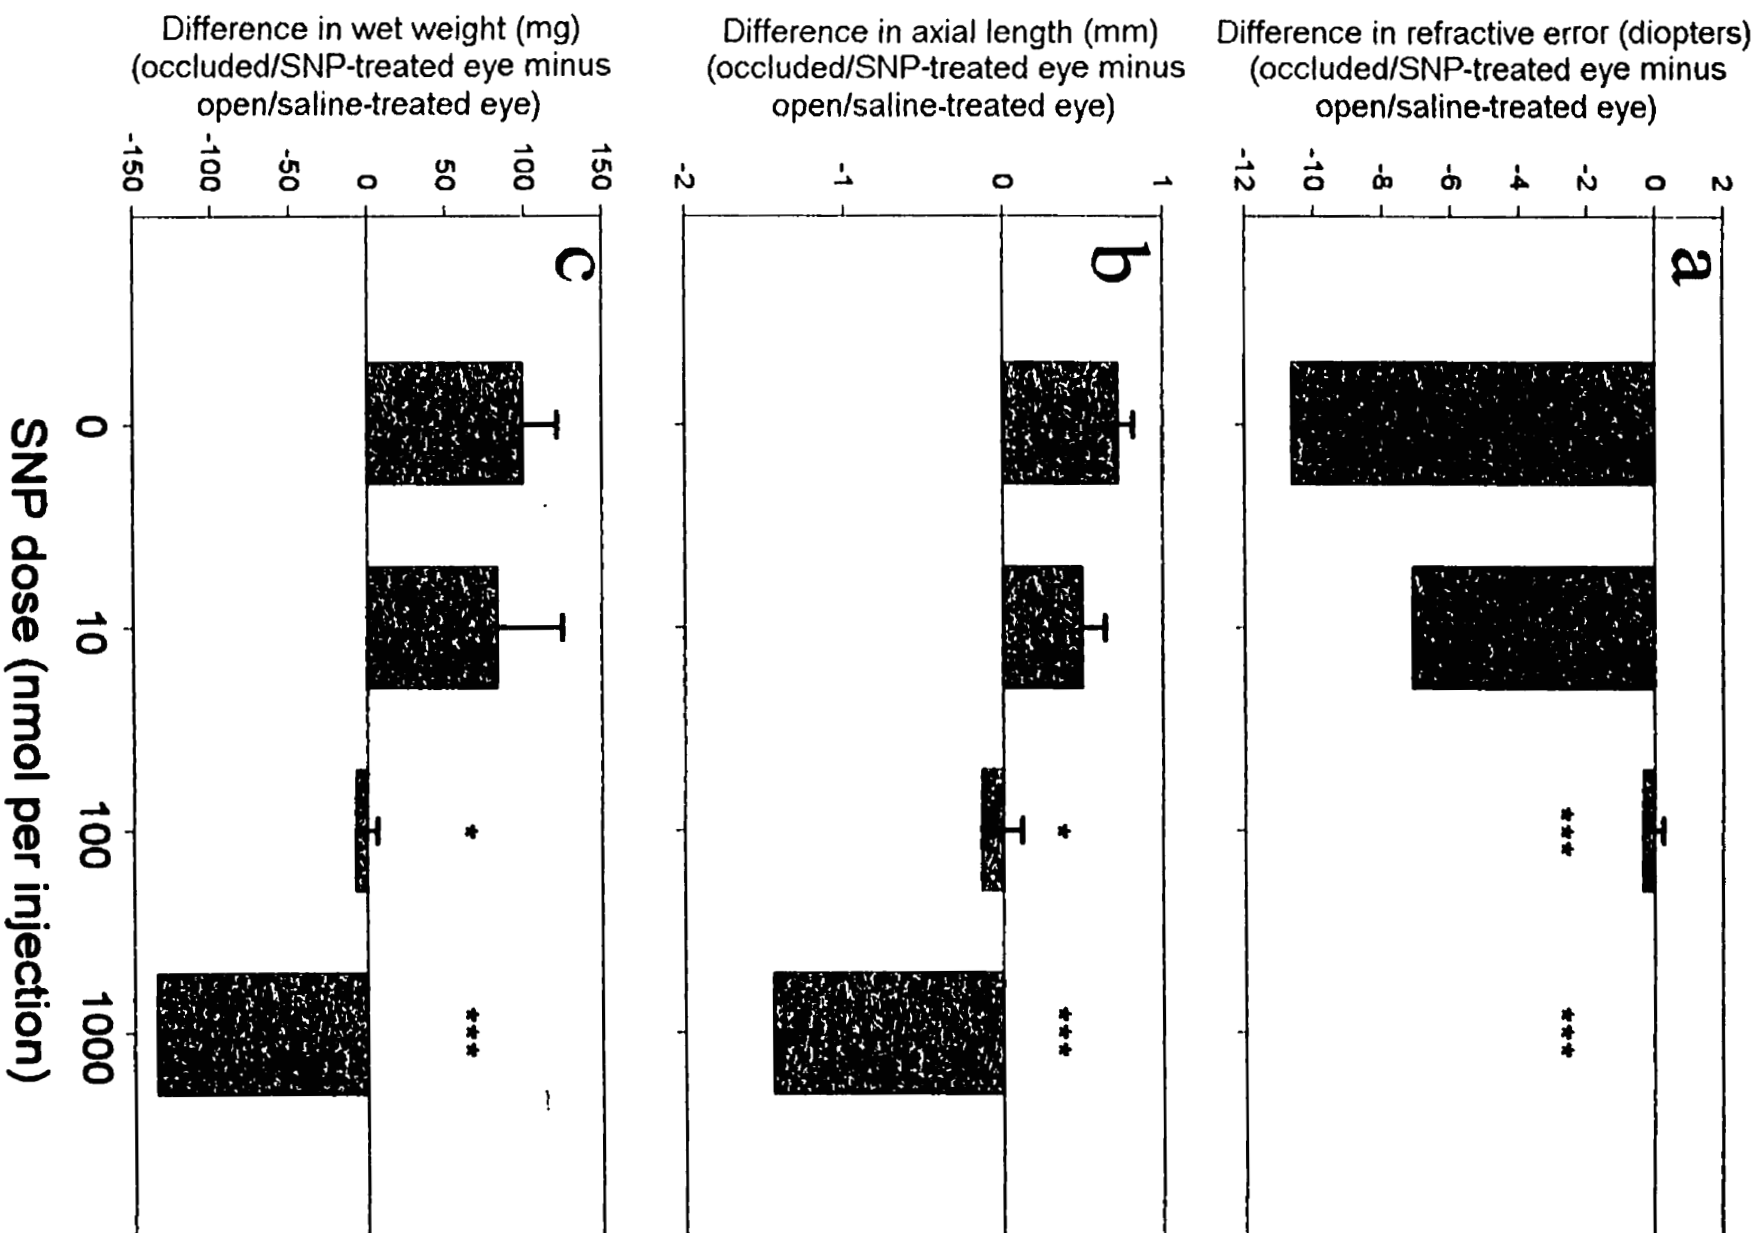 a
Difference in refractive error (diopters)
(occluded/SNP-treated eye minus
open/saline-treated eye)
2
0
-2
-4
-6
-8
-10
-12
***
***
b
Difference in axial length (mm)
(occluded/SNP-treated eye minus
open/saline-treated eye)
1
0
-1
-2
*
***
c
Difference in wet weight (mg)
(occluded/SNP-treated eye minus
open/saline-treated eye)
150
100
50
0
-50
-100
-150
*
***
0
10
100
1000
SNP dose (nmol per injection)